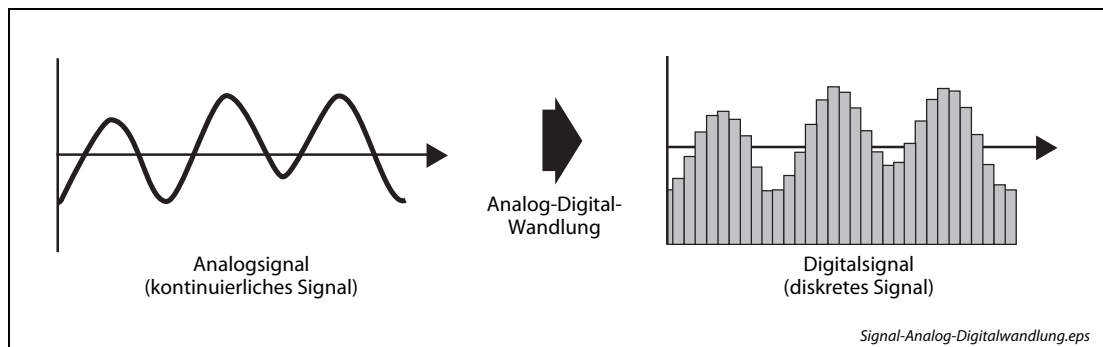 Analog-Digital-
Wandlung
Analogsignal
(kontinuierliches Signal)
Digitalsignal
(diskretes Signal)
Signal-Analog-Digitalwandlung.eps